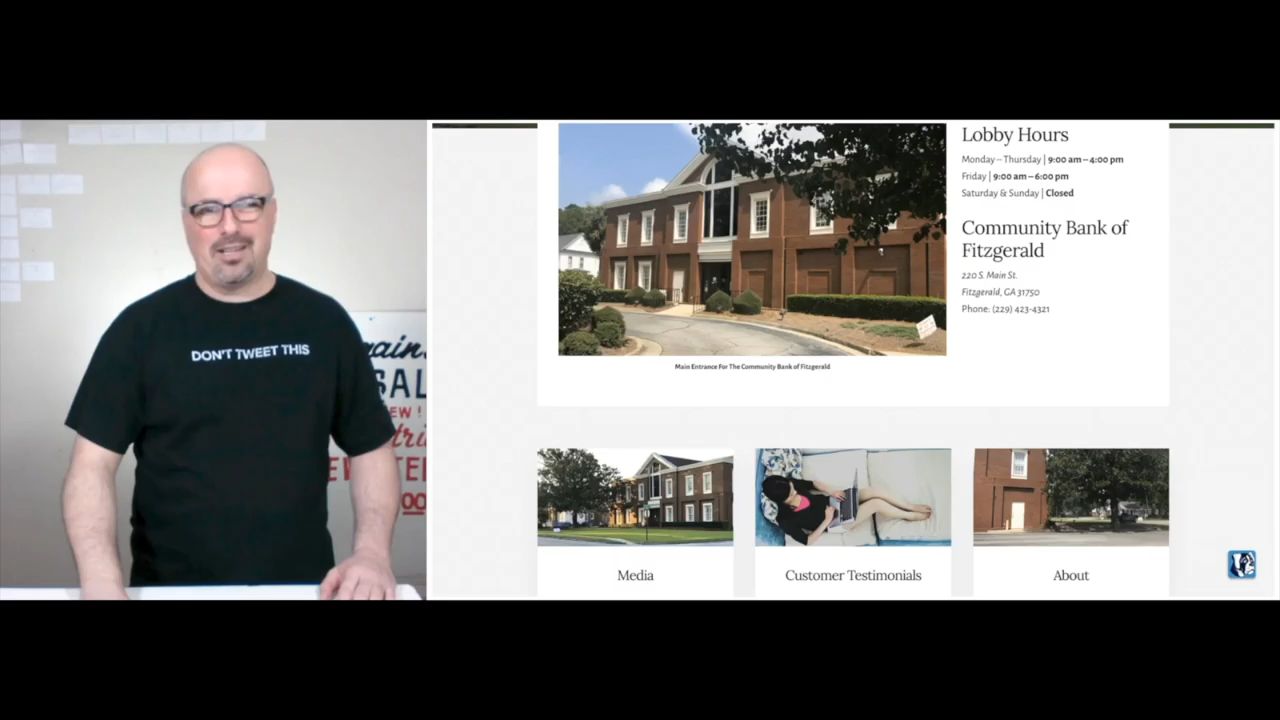 DON'T TWEET THIS
SAL
EW !
Lobby Hours
Monday – Thursday | 9:00 am – 4:00 pm
Friday | 9:00 am – 6:00 pm
Saturday & Sunday | Closed
Community Bank of
Fitzgerald
220 S. Main St.
Fitzgerald, GA 31750
Phone: (229) 423-4321
Main Entrance For The Community Bank of Fitzgerald
Media
Customer Testimonials
About